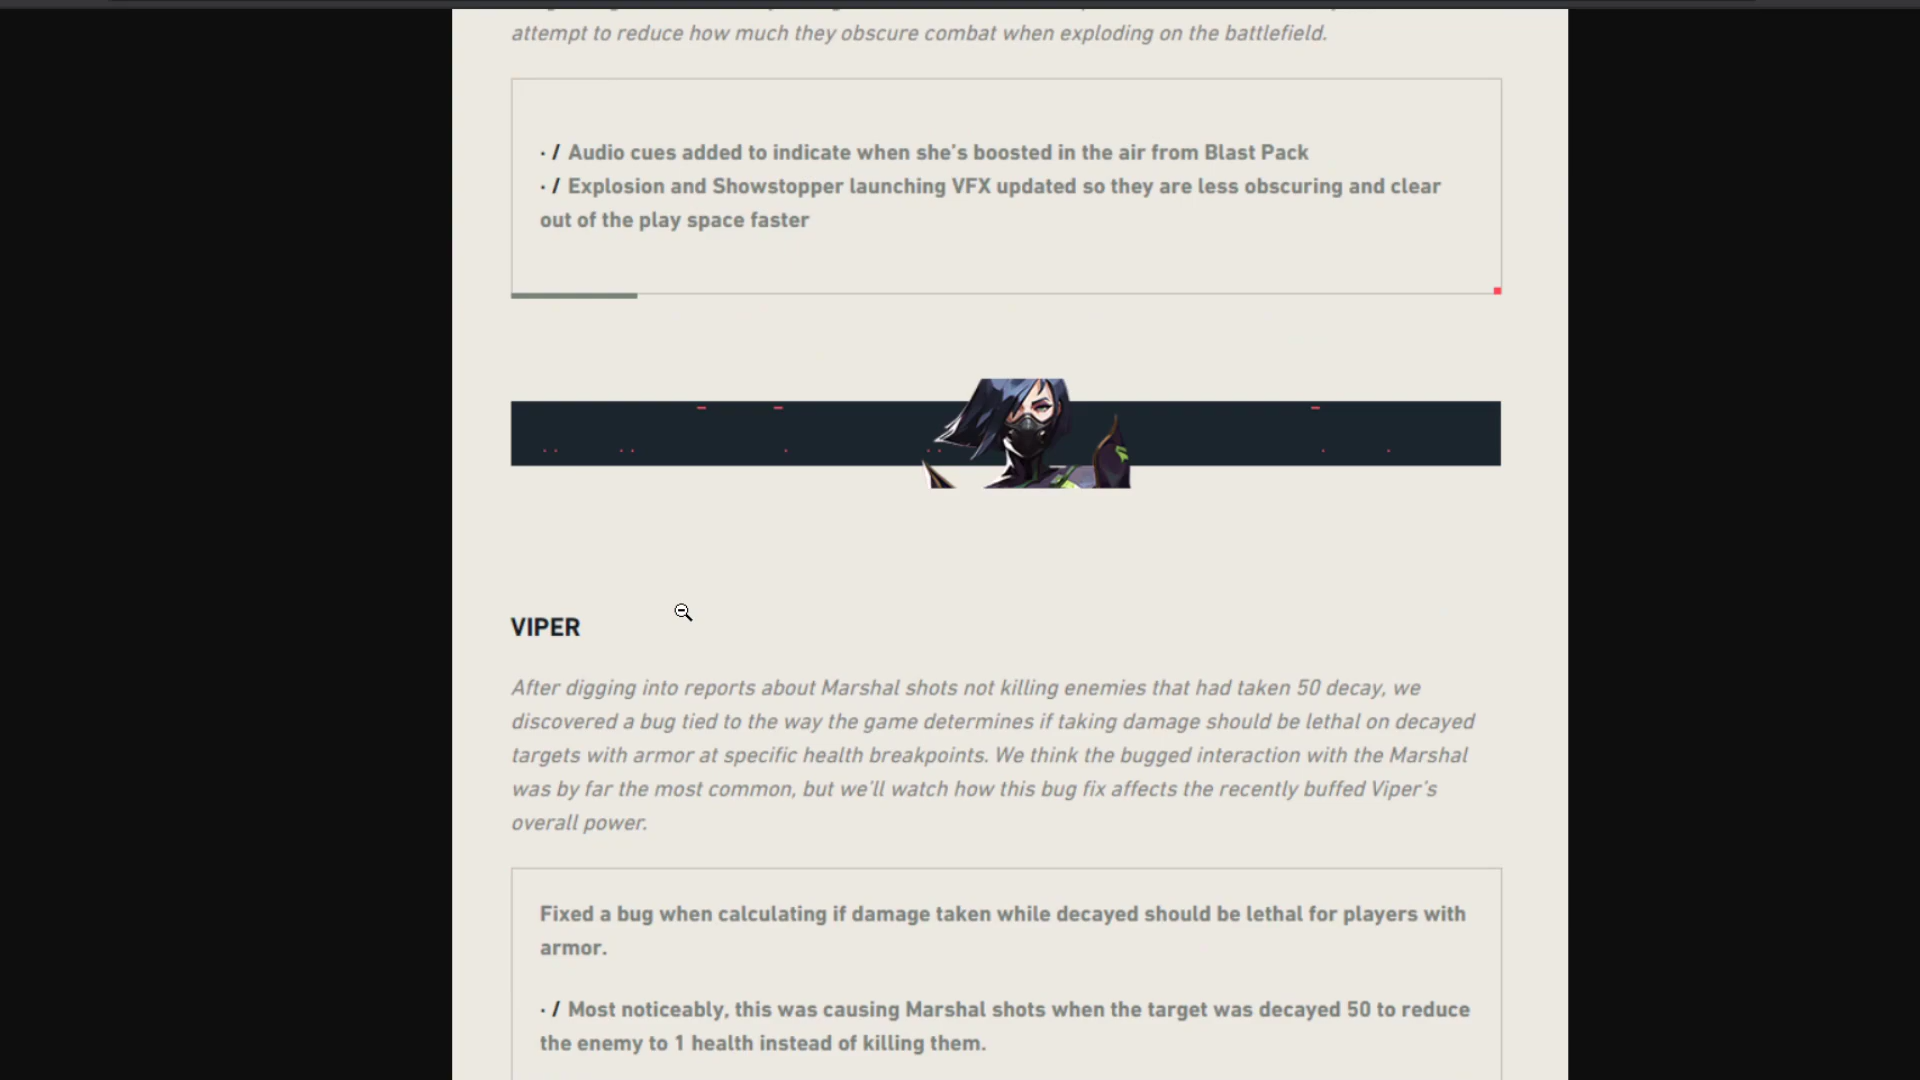 attempt to reduce how much they obscure combat when exploding on the battlefield.
· / Audio cues added to indicate when she's boosted in the air from Blast Pack
· / Explosion and Showstopper launching VFX updated so they are less obscuring and clear
out of the play space faster
VIPER
After digging into reports about Marshal shots not killing enemies that had taken 50 decay, we
discovered a bug tied to the way the game determines if taking damage should be lethal on decayed
targets with armor at specific health breakpoints. We think the bugged interaction with the Marshal
was by far the most common, but we'll watch how this bug fix affects the recently buffed Viper's
overall power.
Fixed a bug when calculating if damage taken while decayed should be lethal for players with
armor.
· / Most noticeably, this was causing Marshal shots when the target was decayed 50 to reduce
the enemy to 1 health instead of killing them.